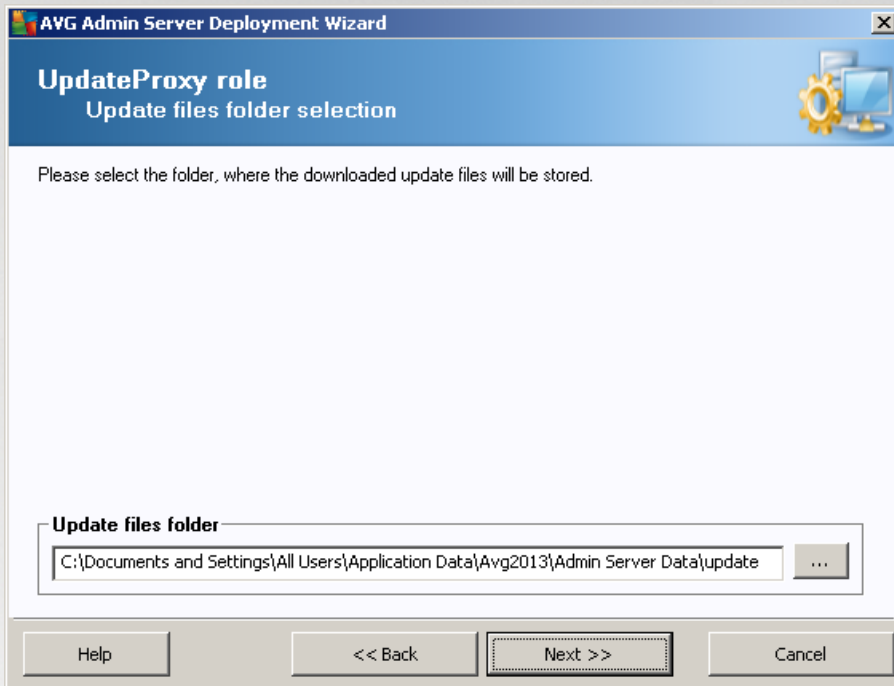 AVG Admin Server Deployment Wizard
UpdateProxy role
Update files folder selection
Please select the folder, where the downloaded update files will be stored.
Update files folder
C:\Documents and Settings\All Users\Application Data\Avg2013\Admin Server Data\update
...
Help
<< Back
Next >>
Cancel